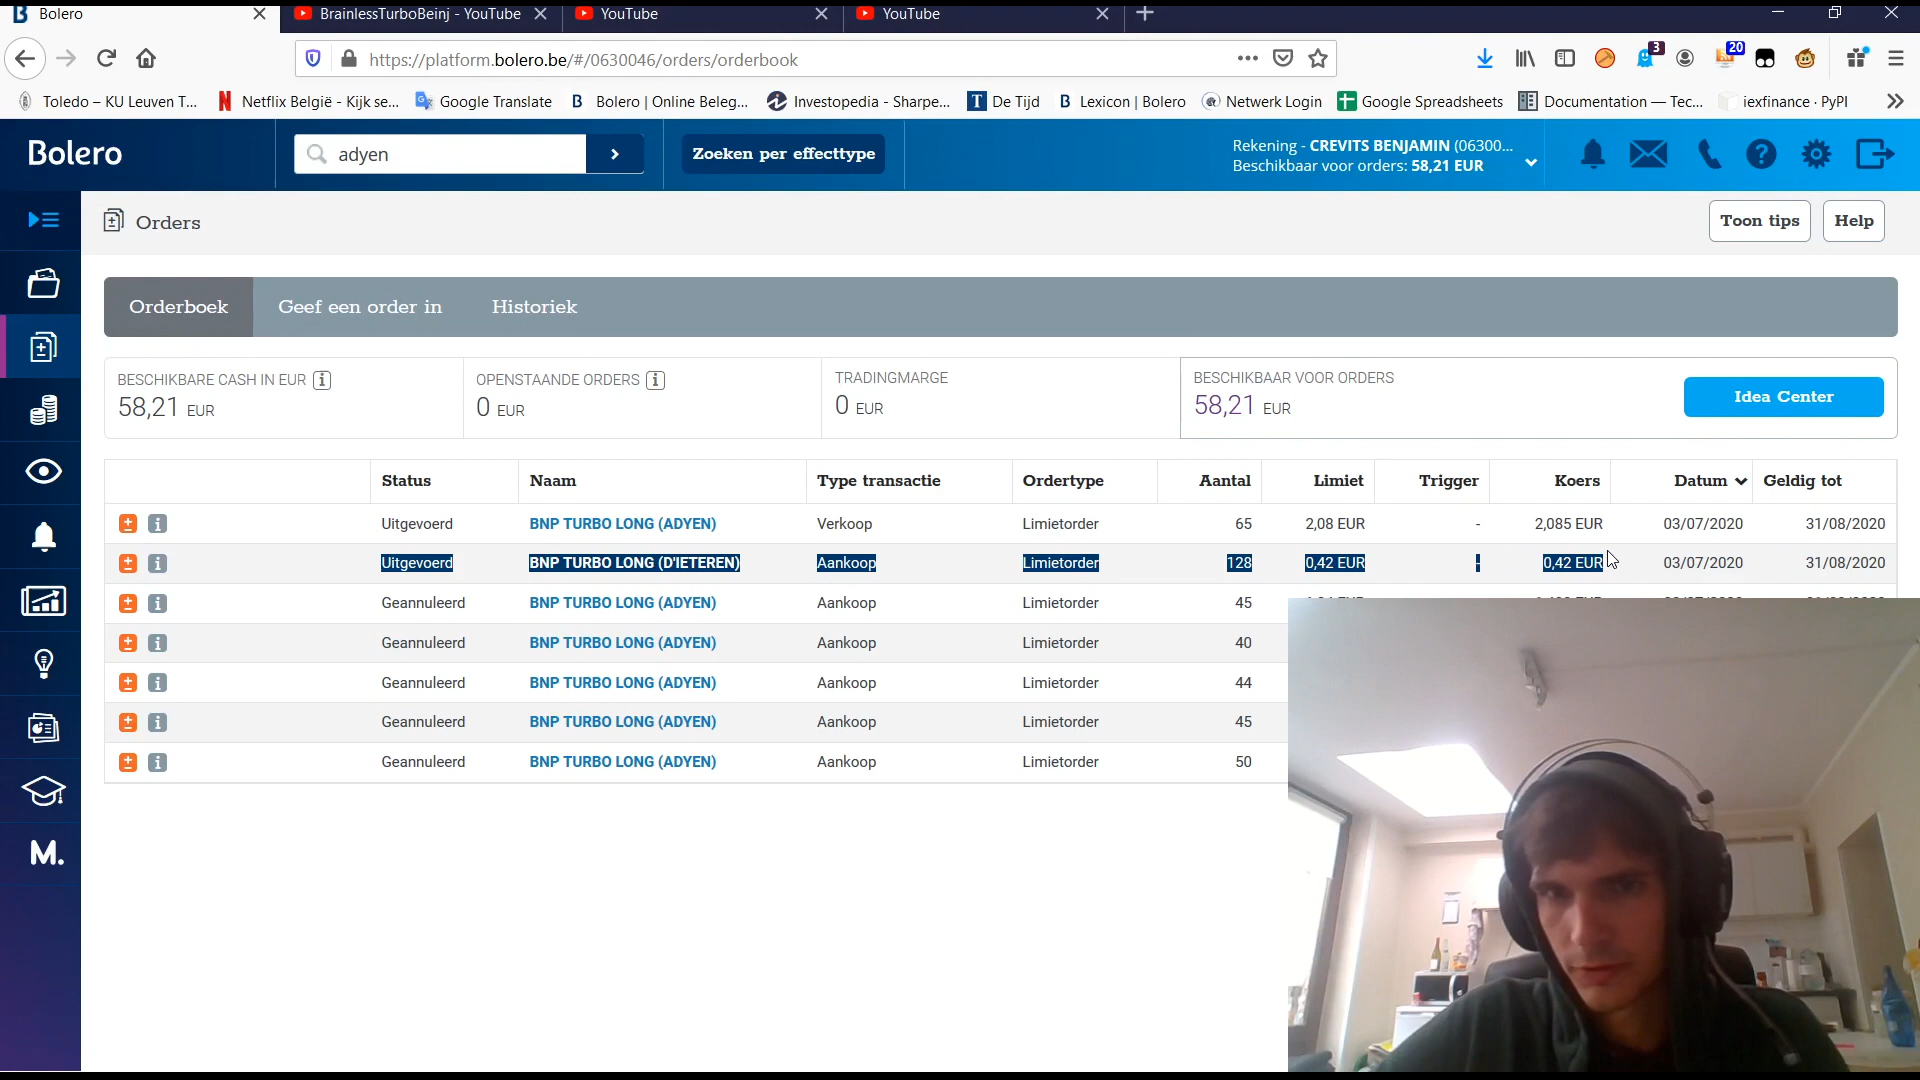 Bolero
BrainlessTurboBeinj - YouTube
YouTube
YouTube
https://platform.bolero.be/#/0630046/orders/orderbook
3
20
Toledo – KU Leuven T...
Netflix België - Kijk se...
Google Translate
Bolero | Online Beleg...
Investopedia - Sharpe...
De Tijd
Lexicon | Bolero
Netwerk Login
Google Spreadsheets
Documentation — Tec...
iexfinance · PyPI
Bolero
adyen
Zoeken per effecttype
Rekening - CREVITS BENJAMIN (06300...
Beschikbaar voor orders: 58,21 EUR
Orders
Toon tips
Help
Orderboek
Geef een order in
Historiek
BESCHIKBARE CASH IN EUR
58,21 EUR
OPENSTAANDE ORDERS
0 EUR
TRADINGMARGE
0 EUR
BESCHIKBAAR VOOR ORDERS
58,21 EUR
Idea Center
Status Naam Type transactie Ordertype Aantal Limiet Trigger Koers Datum Geldig tot
Uitgevoerd BNP TURBO LONG (ADYEN) Verkoop Limietorder 65 2,08 EUR - 2,085 EUR 03/07/2020 31/08/2020
Uitgevoerd BNP TURBO LONG (D'IETEREN) Aankoop Limietorder 128 0,42 EUR - 0,42 EUR 03/07/2020 31/08/2020
Geannuleerd BNP TURBO LONG (ADYEN) Aankoop Limietorder 45
Geannuleerd BNP TURBO LONG (ADYEN) Aankoop Limietorder 40
Geannuleerd BNP TURBO LONG (ADYEN) Aankoop Limietorder 44
Geannuleerd BNP TURBO LONG (ADYEN) Aankoop Limietorder 45
Geannuleerd BNP TURBO LONG (ADYEN) Aankoop Limietorder 50
M.